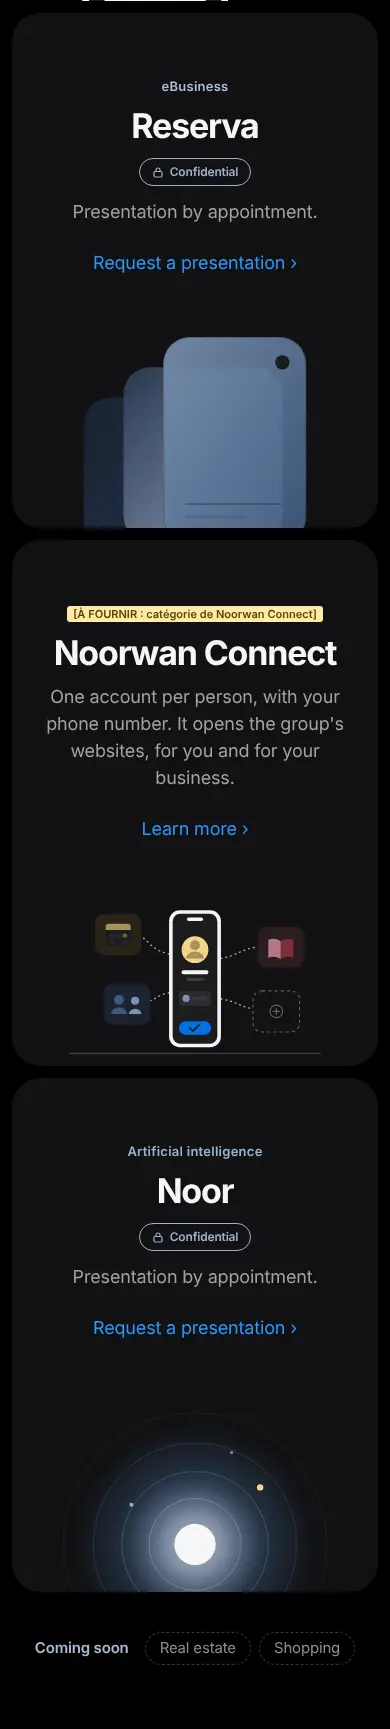 eBusiness
Reserva
Confidential
Presentation by appointment.
Request a presentation ›
[À FOURNIR : catégorie de Noorwan Connect]
Noorwan Connect
One account per person, with your
phone number. It opens the group's
websites, for you and for your
business.
Learn more ›
Artificial intelligence
Noor
Confidential
Presentation by appointment.
Request a presentation ›
Coming soon Real estate Shopping